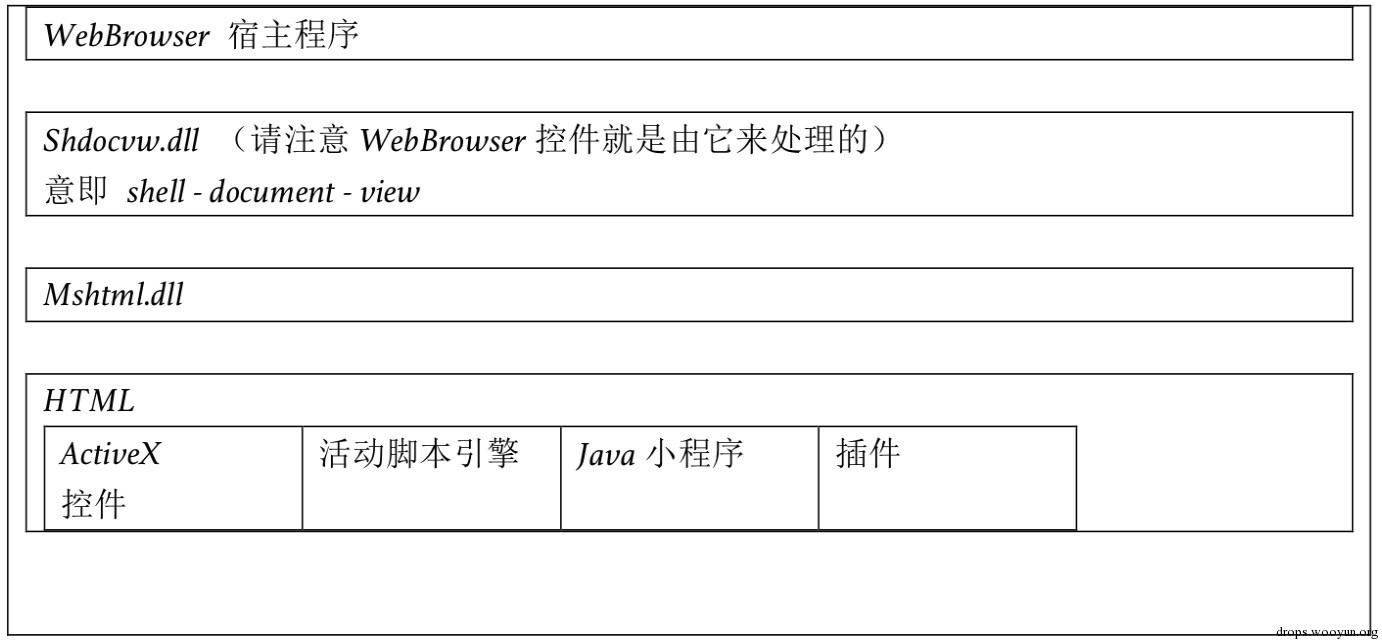 WebBrowser 宿主程序
Shdocvw.dll （请注意 WebBrowser 控件就是由它来处理的）
意即 shell - document - view
Mshtml.dll
HTML
ActiveX 活动脚本引擎 Java 小程序 插件
控件
drops.wooyun.org